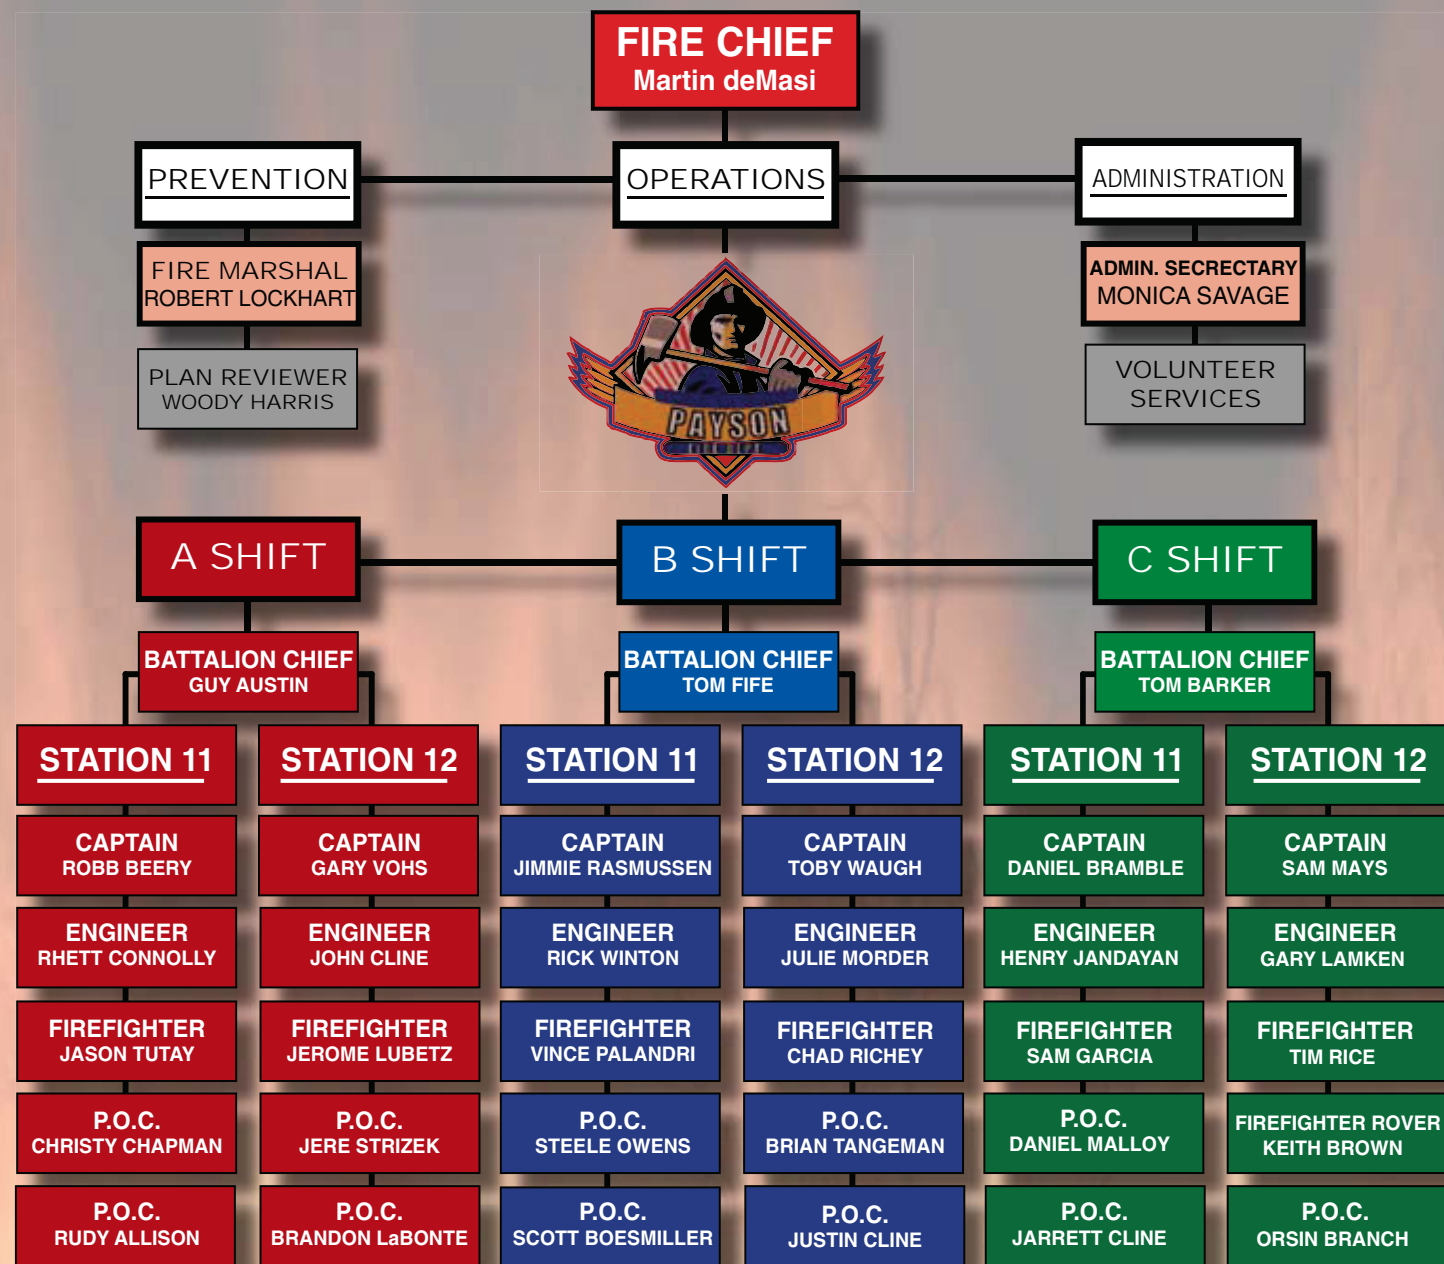 FIRE CHIEF
Martin deMasi
PREVENTION
OPERATIONS
ADMINISTRATION
FIRE MARSHAL
ROBERT LOCKHART
ADMIN. SECRECTARY
MONICA SAVAGE
PLAN REVIEWER
WOODY HARRIS
VOLUNTEER
SERVICES
PAYSON
A SHIFT
B SHIFT
C SHIFT
BATTALION CHIEF
GUY AUSTIN
BATTALION CHIEF
TOM FIFE
BATTALION CHIEF
TOM BARKER
STATION 11
STATION 12
STATION 11
STATION 12
STATION 11
STATION 12
CAPTAIN
ROBB BEERY
CAPTAIN
GARY VOHS
CAPTAIN
JIMMIE RASMUSSEN
CAPTAIN
TOBY WAUGH
CAPTAIN
DANIEL BRAMBLE
CAPTAIN
SAM MAYS
ENGINEER
RHETT CONNOLLY
ENGINEER
JOHN CLINE
ENGINEER
RICK WINTON
ENGINEER
JULIE MORDER
ENGINEER
HENRY JANDAYAN
ENGINEER
GARY LAMKEN
FIREFIGHTER
JASON TUTAY
FIREFIGHTER
JEROME LUBETZ
FIREFIGHTER
VINCE PALANDRI
FIREFIGHTER
CHAD RICHEY
FIREFIGHTER
SAM GARCIA
FIREFIGHTER
TIM RICE
P.O.C.
CHRISTY CHAPMAN
P.O.C.
JERE STRIZEK
P.O.C.
STEELE OWENS
P.O.C.
BRIAN TANGEMAN
P.O.C.
DANIEL MALLOY
FIREFIGHTER ROVER
KEITH BROWN
P.O.C.
RUDY ALLISON
P.O.C.
BRANDON LaBONTE
P.O.C.
SCOTT BOESMILLER
P.O.C.
JUSTIN CLINE
P.O.C.
JARRETT CLINE
P.O.C.
ORSIN BRANCH